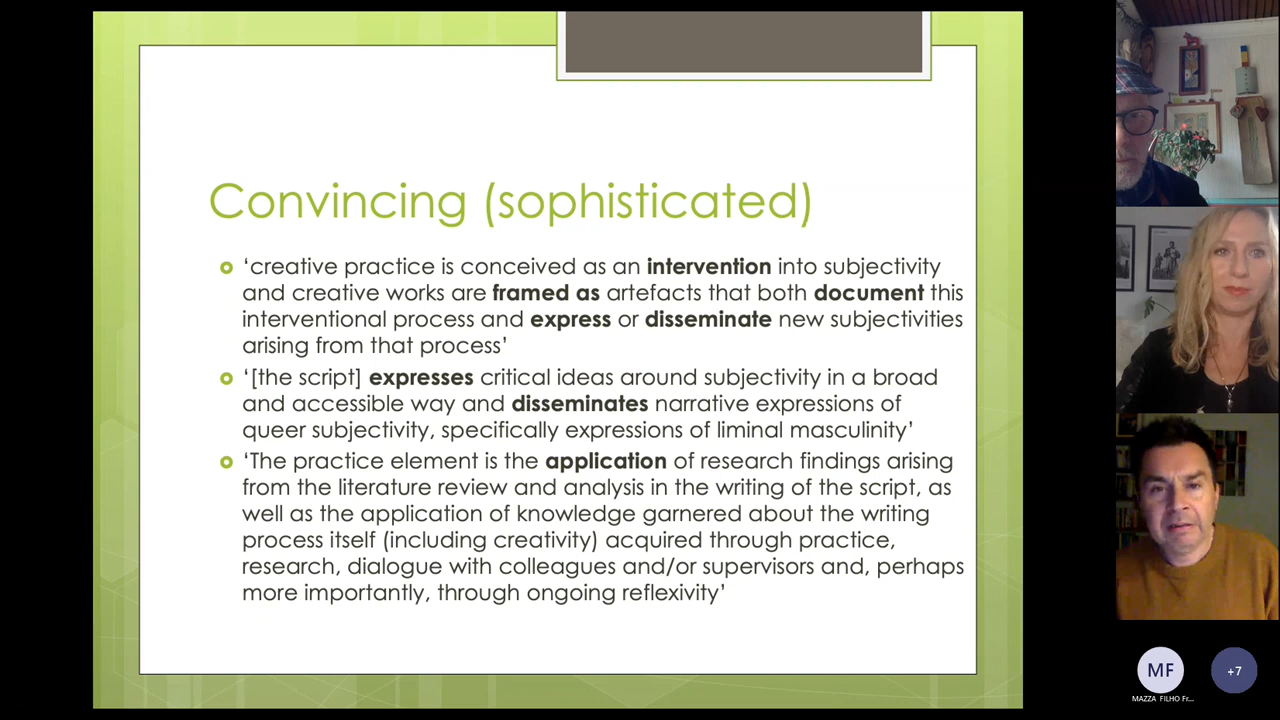 Convincing (sophisticated)
‘creative practice is conceived as an intervention into subjectivity
and creative works are framed as artefacts that both document this
interventional process and express or disseminate new subjectivities
arising from that process’
‘[the script] expresses critical ideas around subjectivity in a broad
and accessible way and disseminates narrative expressions of
queer subjectivity, specifically expressions of liminal masculinity’
‘The practice element is the application of research findings arising
from the literature review and analysis in the writing of the script, as
well as the application of knowledge garnered about the writing
process itself (including creativity) acquired through practice,
research, dialogue with colleagues and/or supervisors and, perhaps
more importantly, through ongoing reflexivity’
MF
+7
MAZZA FILHO Fr...